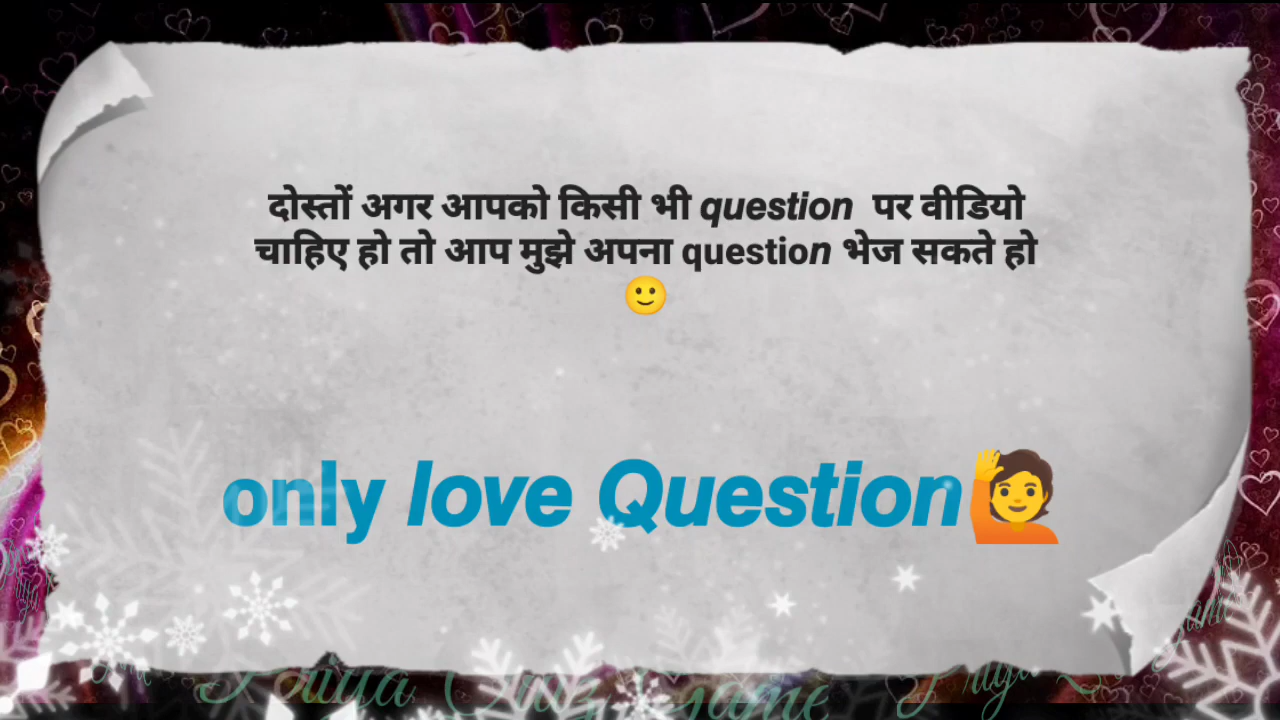 दोस्तों अगर आपको किसी भी question पर वीडियो
चाहिए हो तो आप मुझे अपना question भेज सकते हो
🙂
only love Question🙋